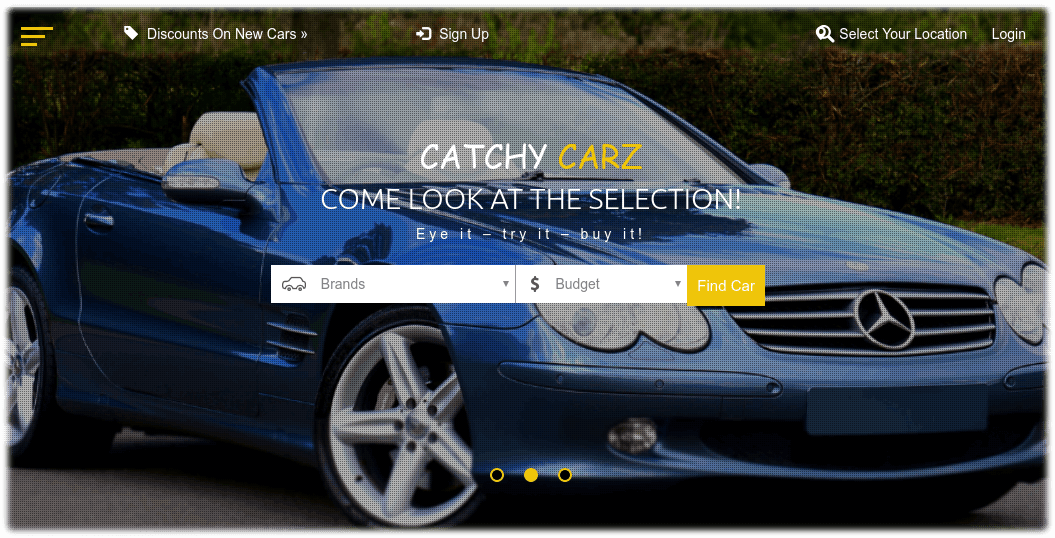 Discounts On New Cars »
Sign Up
Select Your Location
Login
CATCHY CARZ
COME LOOK AT THE SELECTION!
Eye it – try it – buy it!
Brands
$ Budget
Find Car